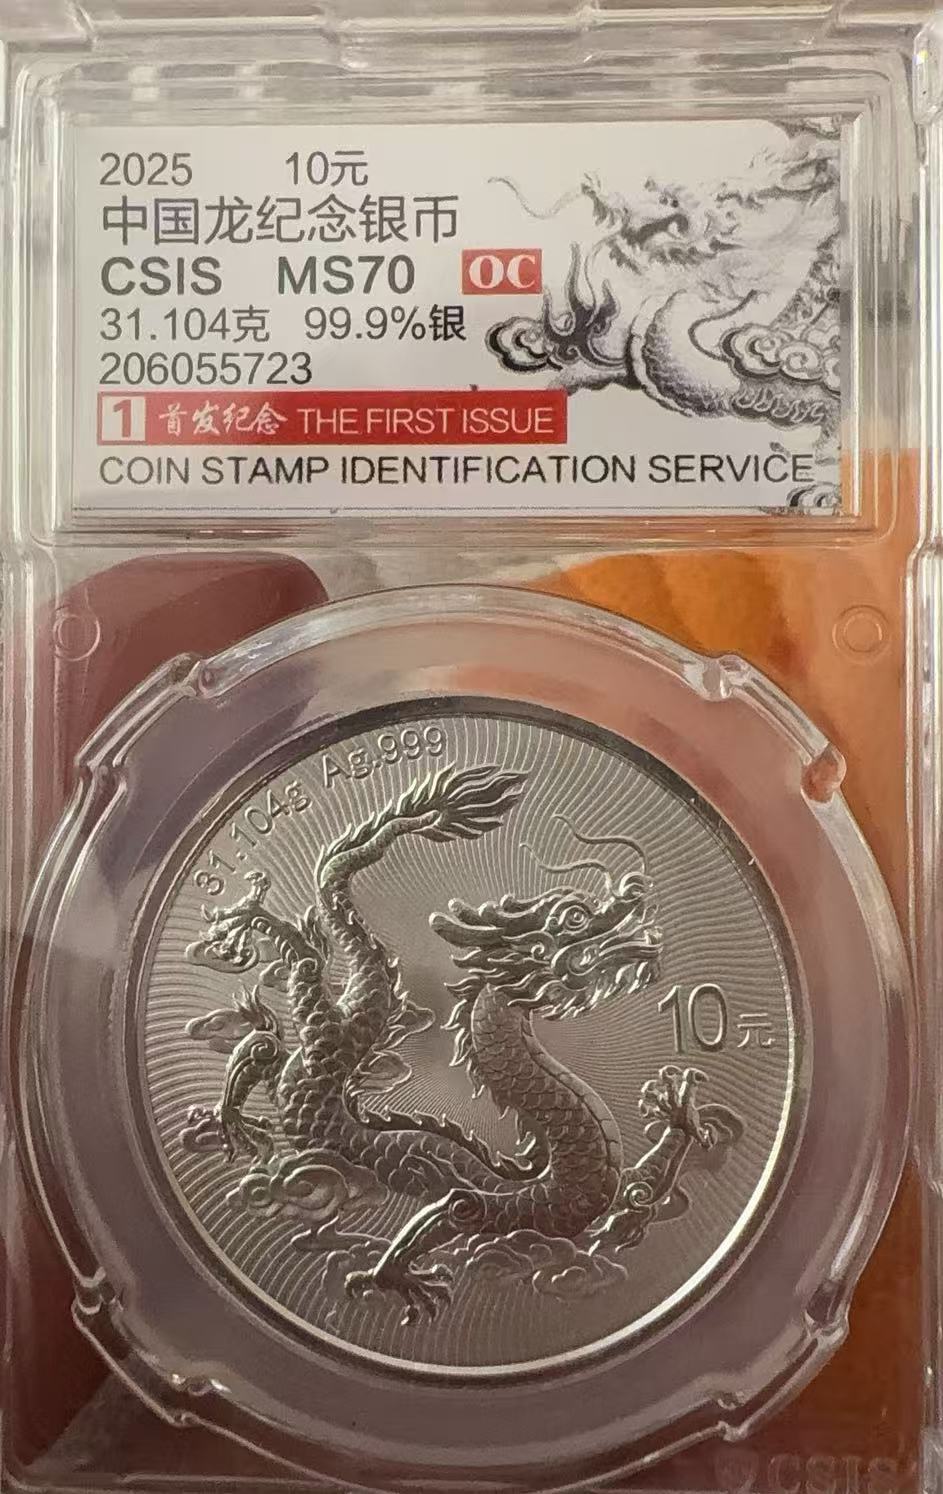 2025 10元
中国龙纪念银币
CSIS MS70 OC
31.104克 99.9%银
206055723
1 首发纪念 THE FIRST ISSUE
COIN STAMP IDENTIFICATION SERVICE
31.104g Ag.999
10元
CSIS